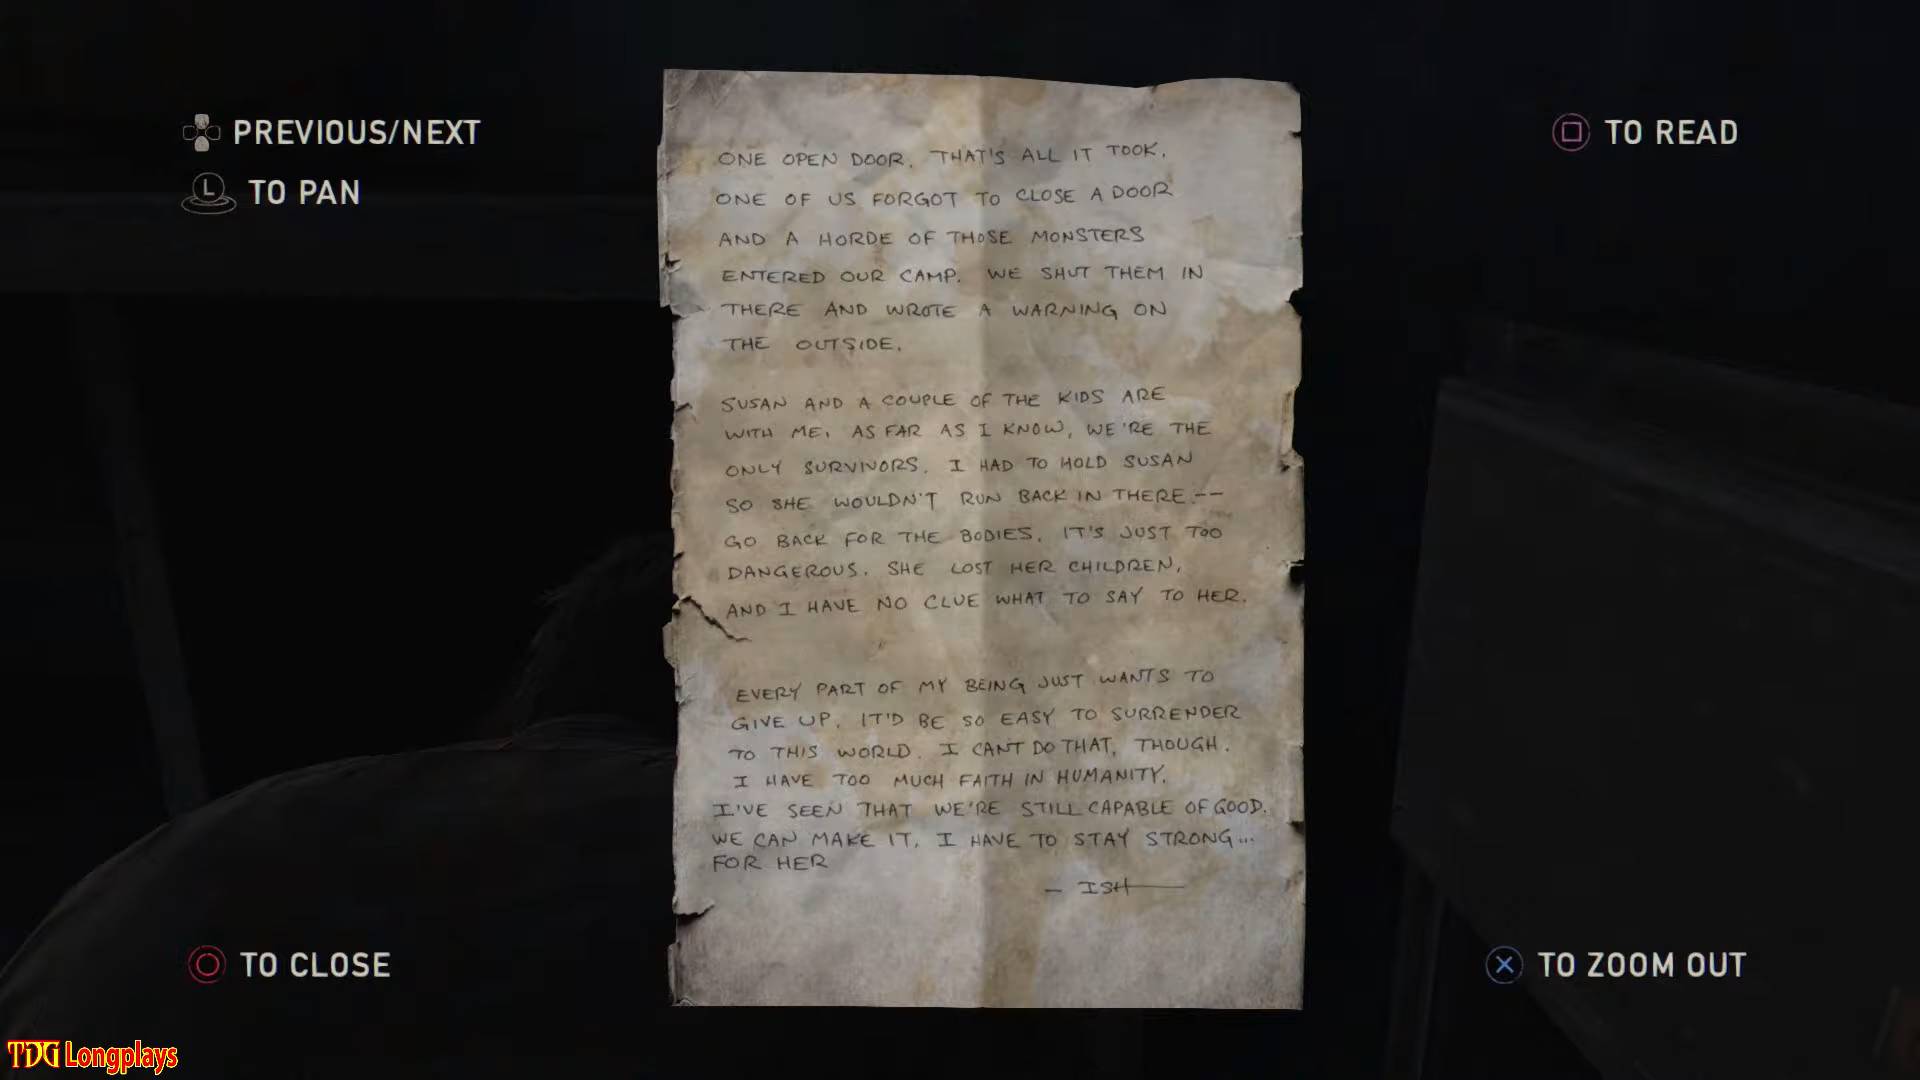 PREVIOUS/NEXT
L TO PAN
TO READ
ONE OPEN DOOR. THAT'S ALL IT TOOK.
ONE OF US FORGOT TO CLOSE A DOOR
AND A HORDE OF THOSE MONSTERS
ENTERED OUR CAMP. WE SHUT THEM IN
THERE AND WROTE A WARNING ON
THE OUTSIDE.
SUSAN AND A COUPLE OF THE KIDS ARE
WITH ME. AS FAR AS I KNOW, WE'RE THE
ONLY SURVIVORS. I HAD TO HOLD SUSAN
SO SHE WOULDN'T RUN BACK IN THERE --
GO BACK FOR THE BODIES. IT'S JUST TOO
DANGEROUS. SHE LOST HER CHILDREN,
AND I HAVE NO CLUE WHAT TO SAY TO HER.
EVERY PART OF MY BEING JUST WANTS TO
GIVE UP. IT'D BE SO EASY TO SURRENDER
TO THIS WORLD. I CAN'T DO THAT, THOUGH.
I HAVE TOO MUCH FAITH IN HUMANITY.
I'VE SEEN THAT WE'RE STILL CAPABLE OF GOOD.
WE CAN MAKE IT. I HAVE TO STAY STRONG...
FOR HER
- ISH
TO CLOSE
TO ZOOM OUT
TDG Longplays